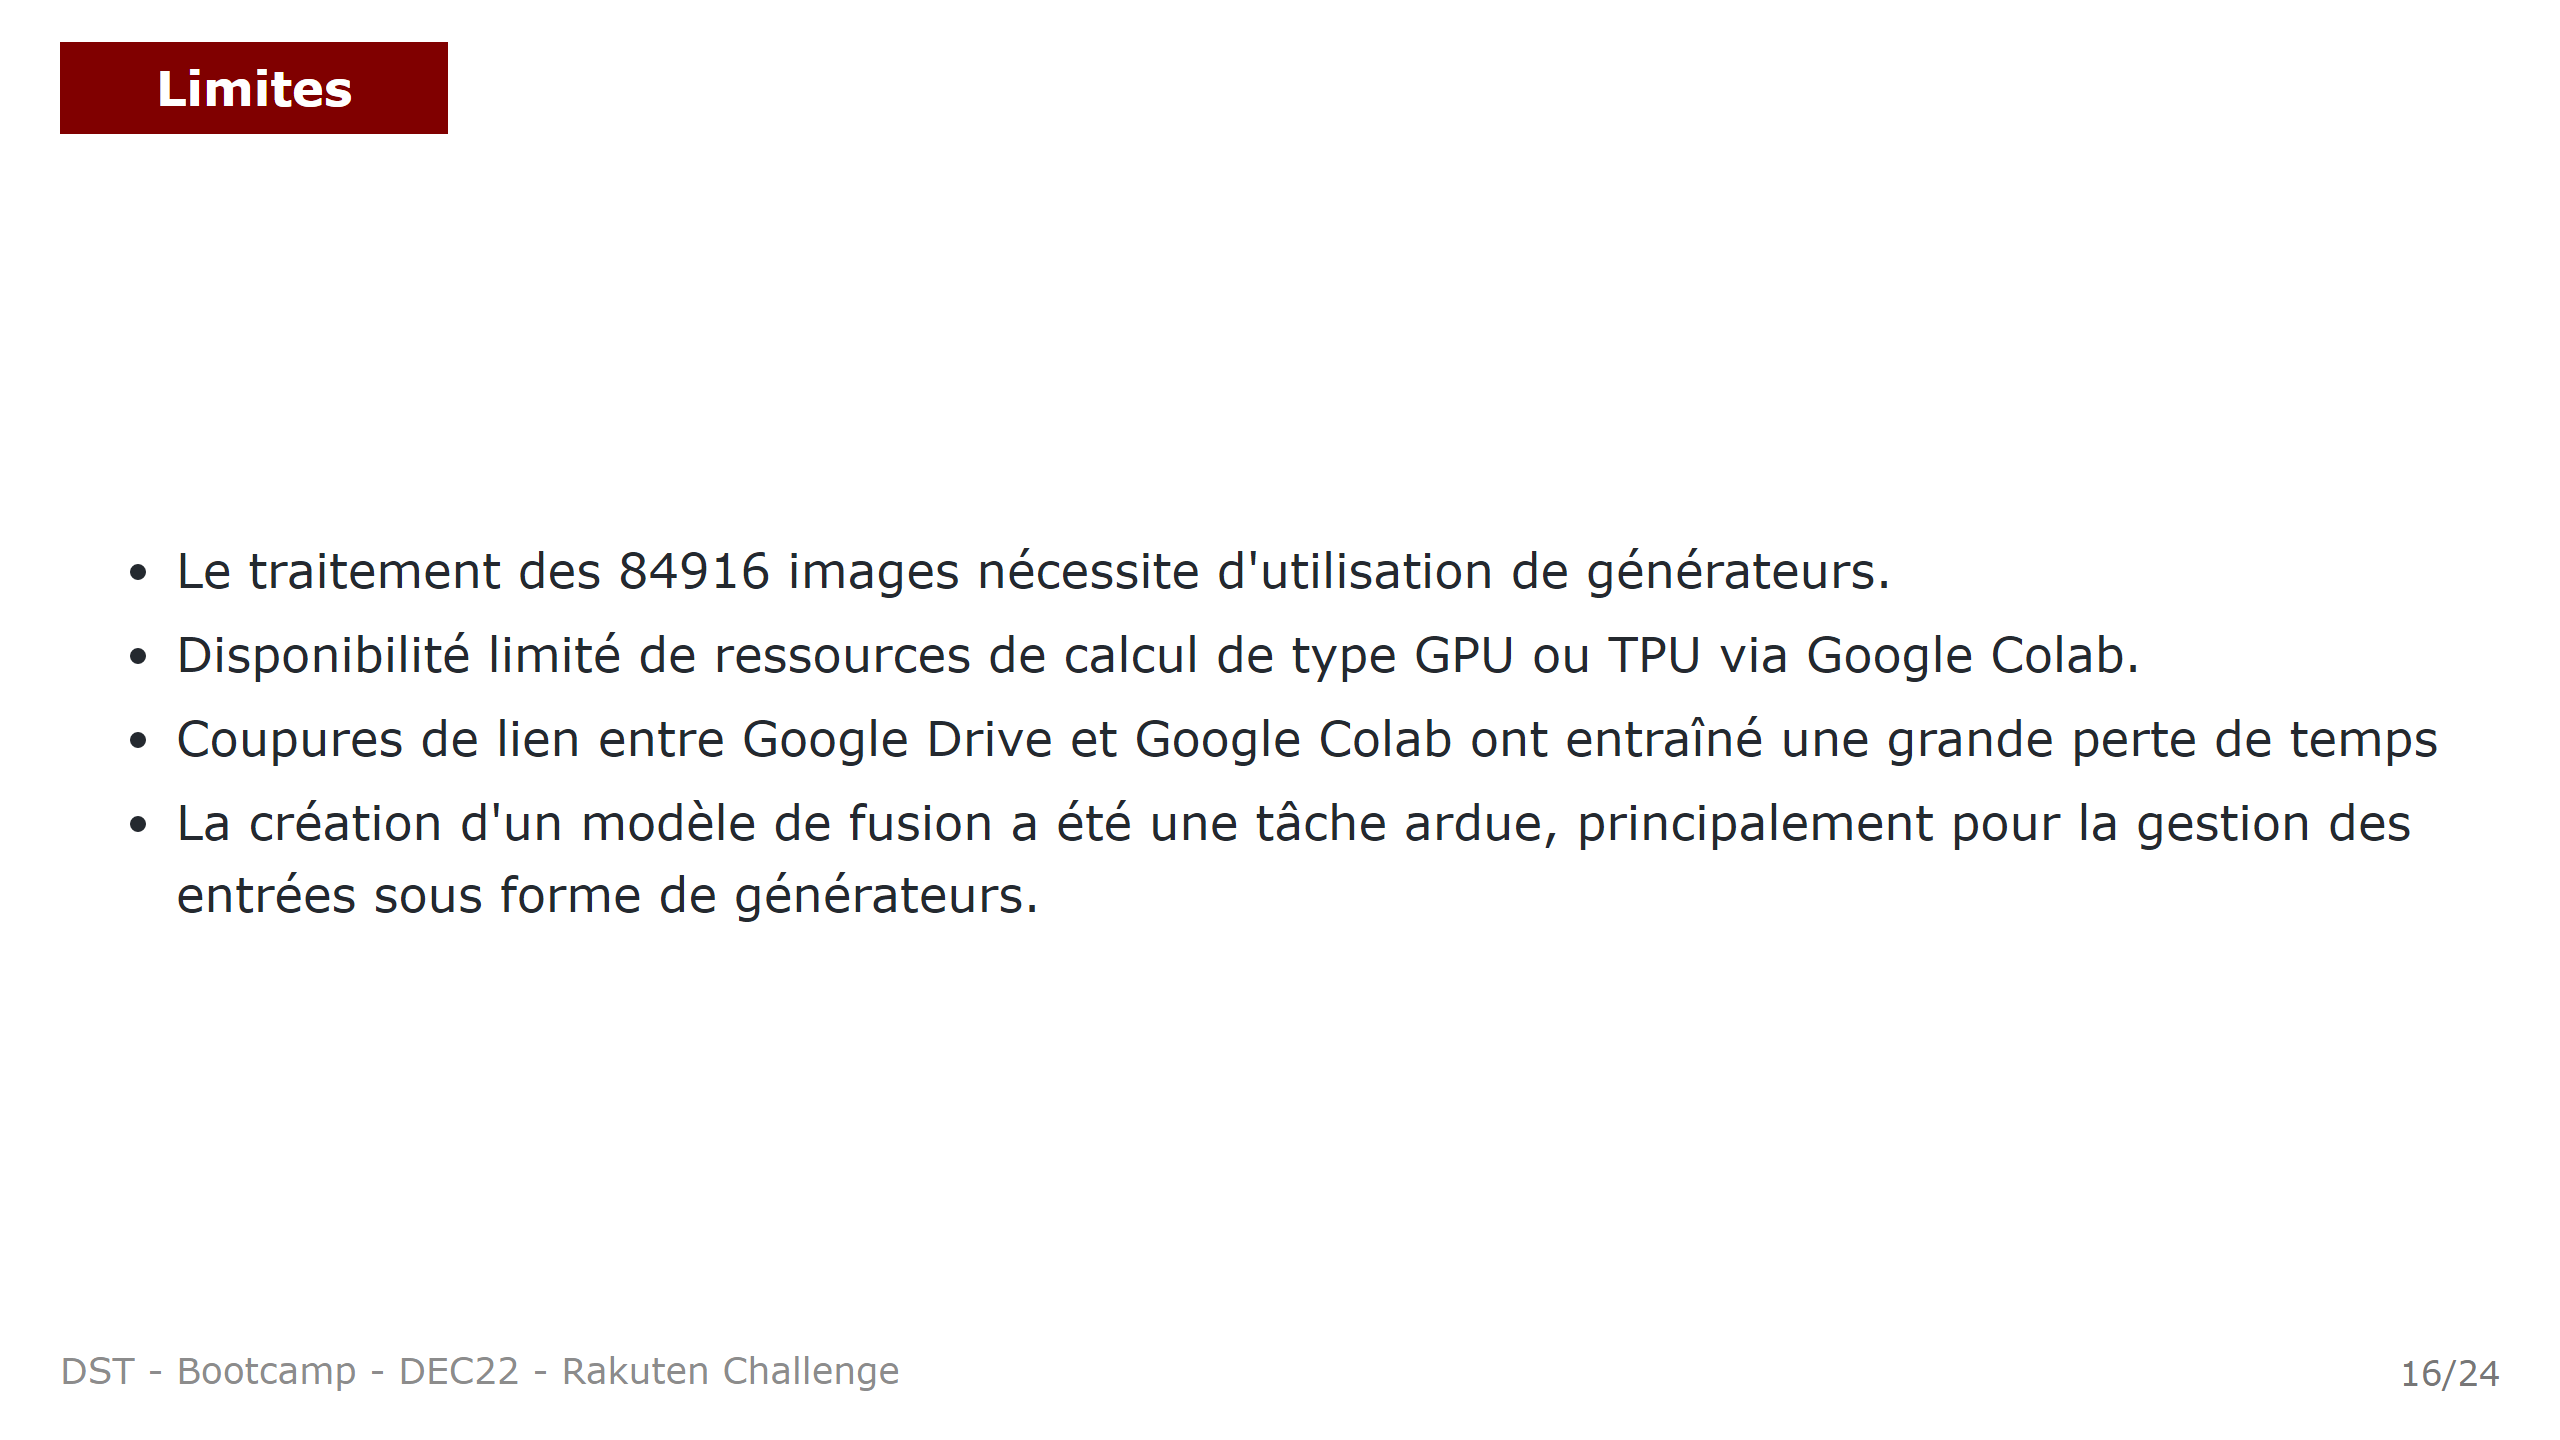 Limites
• Le traitement des 84916 images nécessite d'utilisation de générateurs.
• Disponibilité limité de ressources de calcul de type GPU ou TPU via Google Colab.
• Coupures de lien entre Google Drive et Google Colab ont entraîné une grande perte de temps
• La création d'un modèle de fusion a été une tâche ardue, principalement pour la gestion des
entrées sous forme de générateurs.
DST - Bootcamp - DEC22 - Rakuten Challenge
16/24